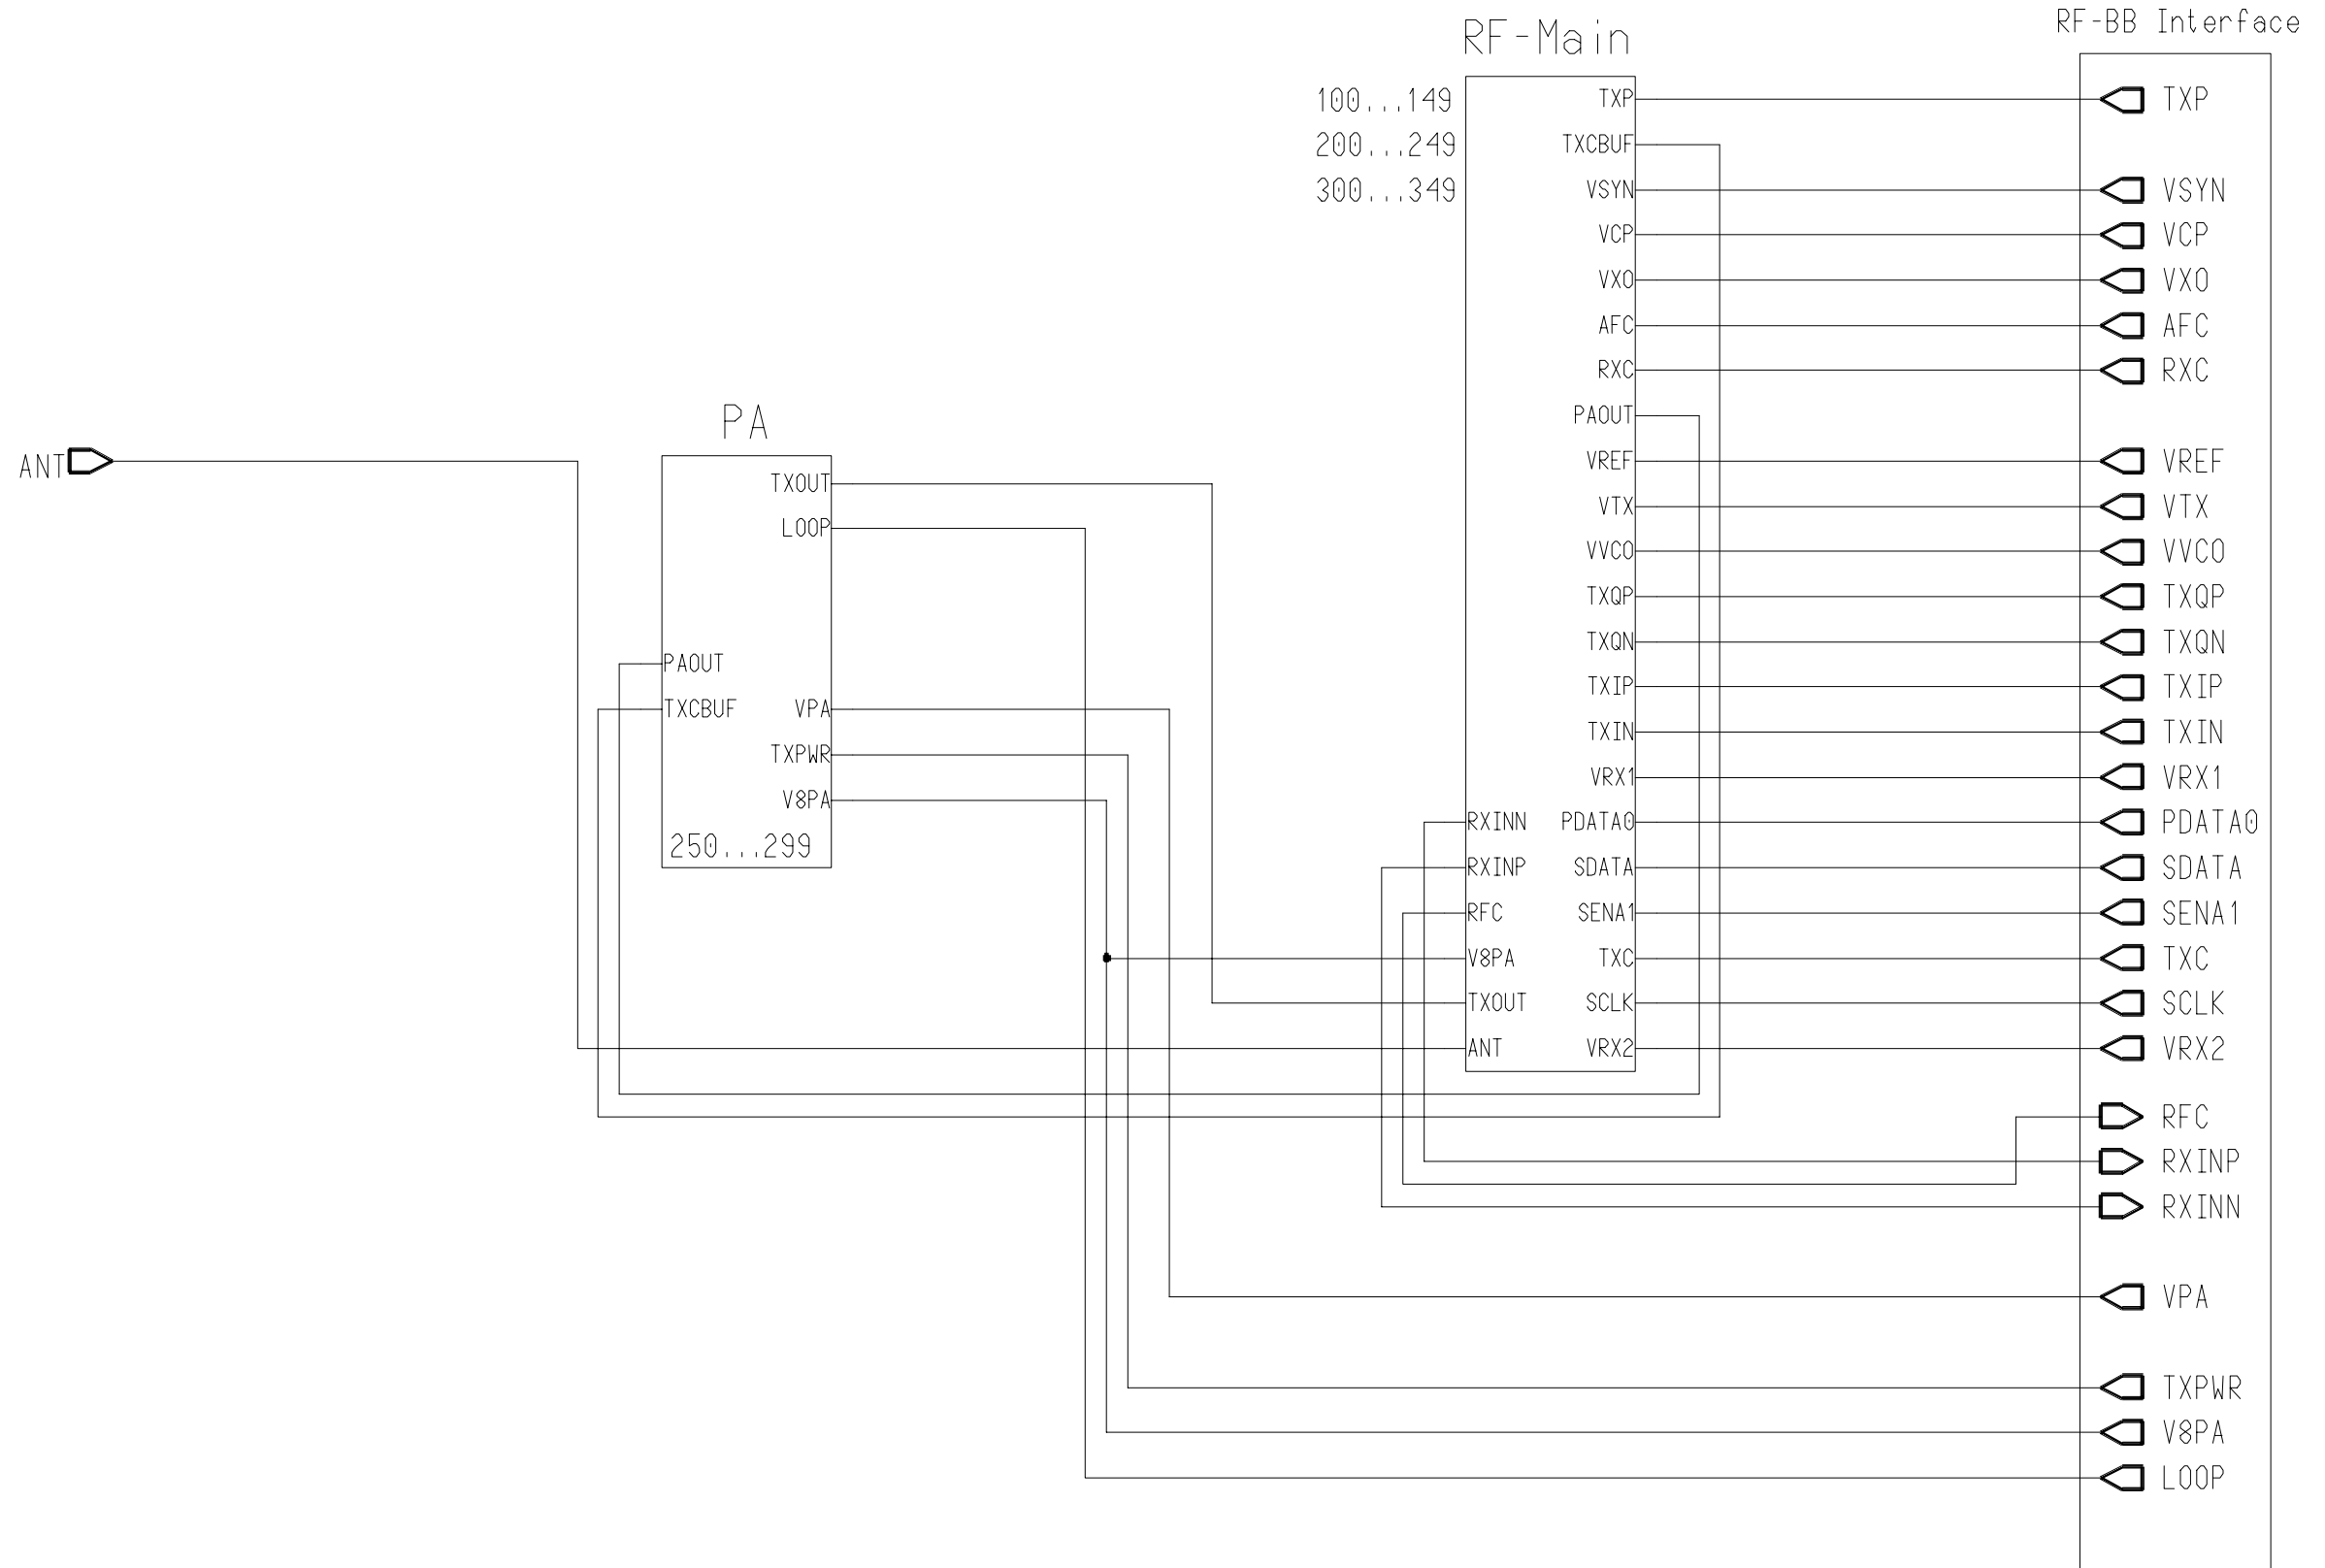 RF-BB Interface
RF-Main
100...149
200...249
300...349
TXP
TXCBUF
VSYN
VCP
VXO
AFC
RXC
PAOUT
VREF
VTX
VVCO
TXQP
TXQN
TXIP
TXIN
VRX1
RXINN PDATA0
RXINP SDATA
RFC SENA1
V8PA TXC
TXOUT SCLK
ANT VRX2
PA
TXOUT
LOOP
PAOUT
TXCBUF VPA
TXPWR
V8PA
250...299
ANT
TXP
VSYN
VCP
VXO
AFC
RXC
VREF
VTX
VVCO
TXQP
TXQN
TXIP
TXIN
VRX1
PDATA0
SDATA
SENA1
TXC
SCLK
VRX2
RFC
RXINP
RXINN
VPA
TXPWR
V8PA
LOOP